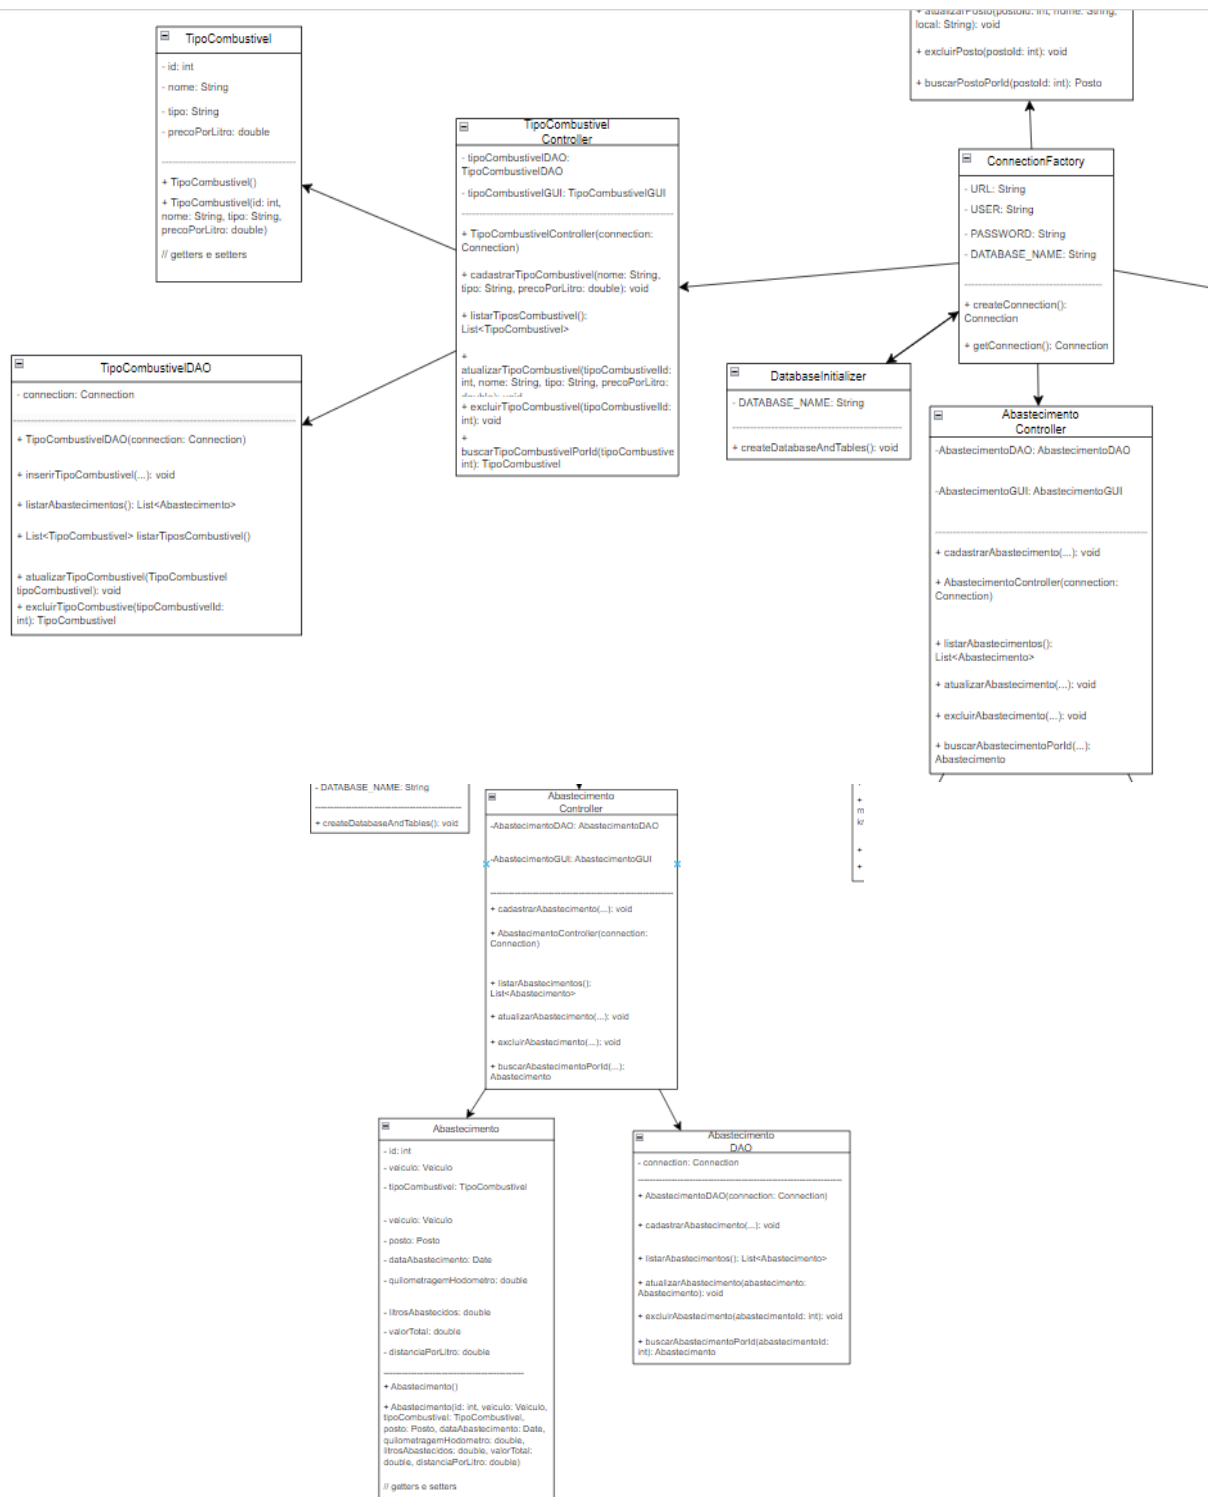 TipoCombustivel
- id: int
- nome: String
- tipo: String
- precoPorLitro: double
+ TipoCombustivel()
+ TipoCombustivel(id: int,
nome: String, tipo: String,
precoPorLitro: double)
// getters e setters
TipoCombustivelDAO
- connection: Connection
+ TipoCombustivelDAO(connection: Connection)
+ inserirTipoCombustivel(...): void
+ listarAbastecimentos(): List<Abastecimento>
+ List<TipoCombustivel> listarTiposCombustivel()
+ atualizarTipoCombustivel(TipoCombustivel
tipoCombustivel): void
+ excluirTipoCombustive(tipoCombustivelId:
int): TipoCombustivel
TipoCombustivel
Controller
- tipoCombustivelDAO:
TipoCombustivelDAO
- tipoCombustivelGUI: TipoCombustivelGUI
+ TipoCombustivelController(connection:
Connection)
+ cadastrarTipoCombustivel(nome: String,
tipo: String, precoPorLitro: double): void
+ listarTiposCombustivel():
List<TipoCombustivel>
+
atualizarTipoCombustivel(tipoCombustivelId:
int, nome: String, tipo: String, precoPorLitro:
double): void
+ excluirTipoCombustivel(tipoCombustivelId:
int): void
+
buscarTipoCombustivelPorId(tipoCombustive
int): TipoCombustivel
+ atualizarPosto(postoId: int, nome: String,
local: String): void
+ excluirPosto(postoId: int): void
+ buscarPostoPorId(postoId: int): Posto
ConnectionFactory
- URL: String
- USER: String
- PASSWORD: String
- DATABASE_NAME: String
+ createConnection():
Connection
+ getConnection(): Connection
DatabaseInitializer
- DATABASE_NAME: String
+ createDatabaseAndTables(): void
Abastecimento
Controller
-AbastecimentoDAO: AbastecimentoDAO
-AbastecimentoGUI: AbastecimentoGUI
+ cadastrarAbastecimento(...): void
+ AbastecimentoController(connection:
Connection)
+ listarAbastecimentos():
List<Abastecimento>
+ atualizarAbastecimento(...): void
+ excluirAbastecimento(...): void
+ buscarAbastecimentoPorId(...):
Abastecimento
- DATABASE_NAME: String
+ createDatabaseAndTables(): void
Abastecimento
Controller
-AbastecimentoDAO: AbastecimentoDAO
-AbastecimentoGUI: AbastecimentoGUI
+ cadastrarAbastecimento(...): void
+ AbastecimentoController(connection:
Connection)
+ listarAbastecimentos():
List<Abastecimento>
+ atualizarAbastecimento(...): void
+ excluirAbastecimento(...): void
+ buscarAbastecimentoPorId(...):
Abastecimento
+
m
+
+
Abastecimento
- id: int
- veiculo: Veiculo
- tipoCombustivel: TipoCombustivel
- veiculo: Veiculo
- posto: Posto
- dataAbastecimento: Date
- quilometragemHodometro: double
- litrosAbastecidos: double
- valorTotal: double
- distanciaPorLitro: double
+ Abastecimento()
+ Abastecimento(id: int, veiculo: Veiculo,
tipoCombustivel: TipoCombustivel,
posto: Posto, dataAbastecimento: Date,
quilometragemHodometro: double,
litrosAbastecidos: double, valorTotal:
double, distanciaPorLitro: double)
// getters e setters
Abastecimento
DAO
- connection: Connection
+ AbastecimentoDAO(connection: Connection)
+ cadastrarAbastecimento(...): void
+ listarAbastecimentos(): List<Abastecimento>
+ atualizarAbastecimento(abastecimento:
Abastecimento): void
+ excluirAbastecimento(abastecimentoId: int): void
+ buscarAbastecimentoPorId(abastecimentoId:
int): Abastecimento